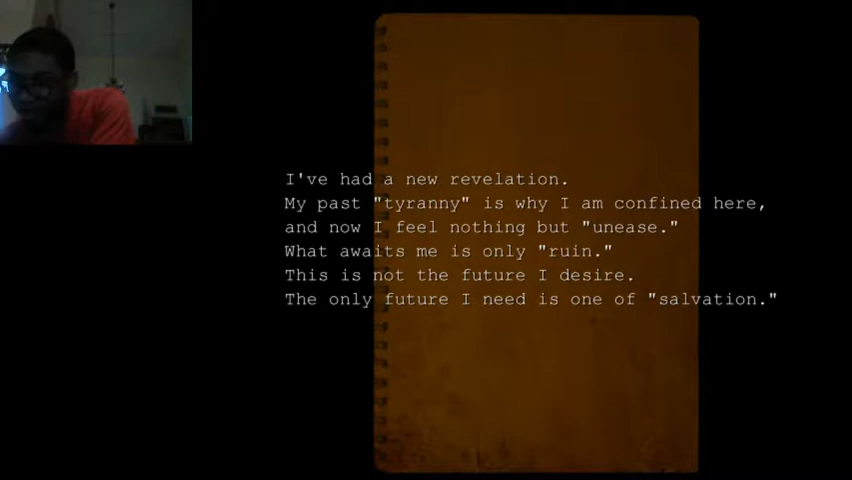 I've had a new revelation.
My past "tyranny" is why I am confined here,
and now I feel nothing but "unease."
What awaits me is only "ruin."
This is not the future I desire.
The only future I need is one of "salvation."